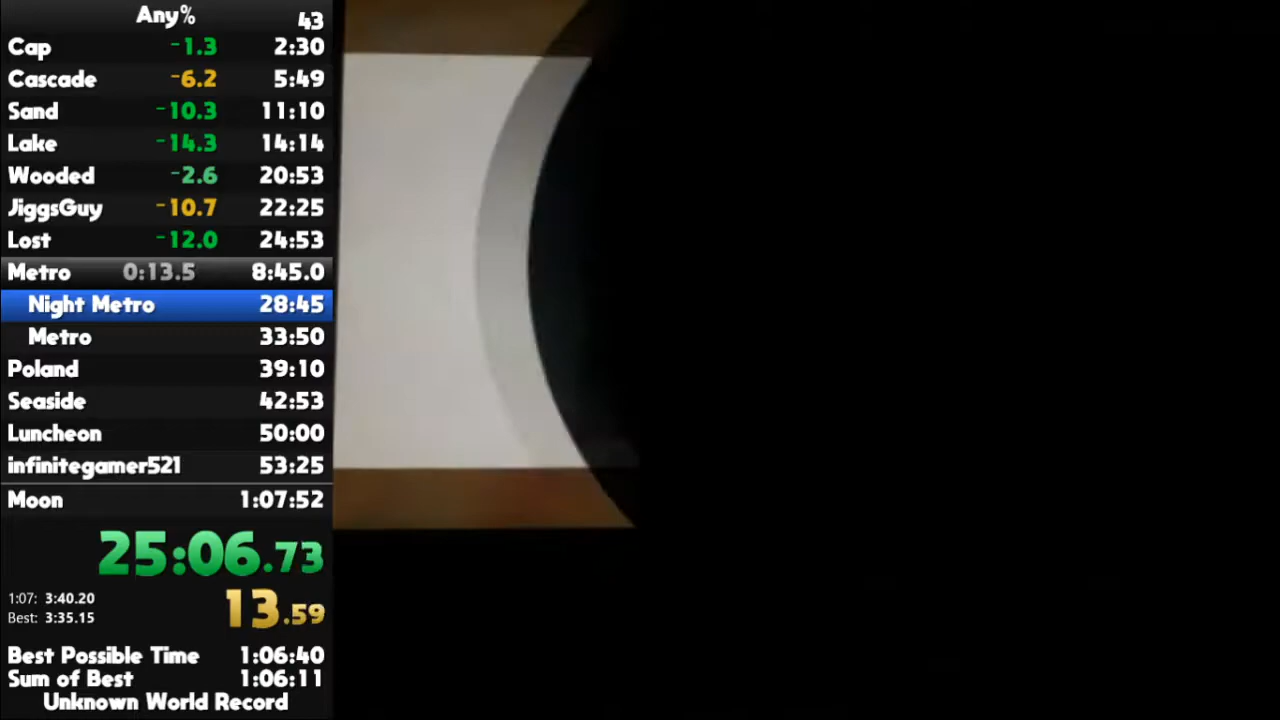 Any% 43
Cap -1.3 2:30
Cascade -6.2 5:49
Sand -10.3 11:10
Lake -14.3 14:14
Wooded -2.6 20:53
JiggsGuy -10.7 22:25
Lost -12.0 24:53
Metro 0:13.5 8:45.0
Night Metro 28:45
Metro 33:50
Poland 39:10
Seaside 42:53
Luncheon 50:00
infinitegamer521 53:25
Moon 1:07:52
25:06.73
1:07: 3:40.20
13.59
Best: 3:35.15
Best Possible Time 1:06:40
Sum of Best 1:06:11
Unknown World Record